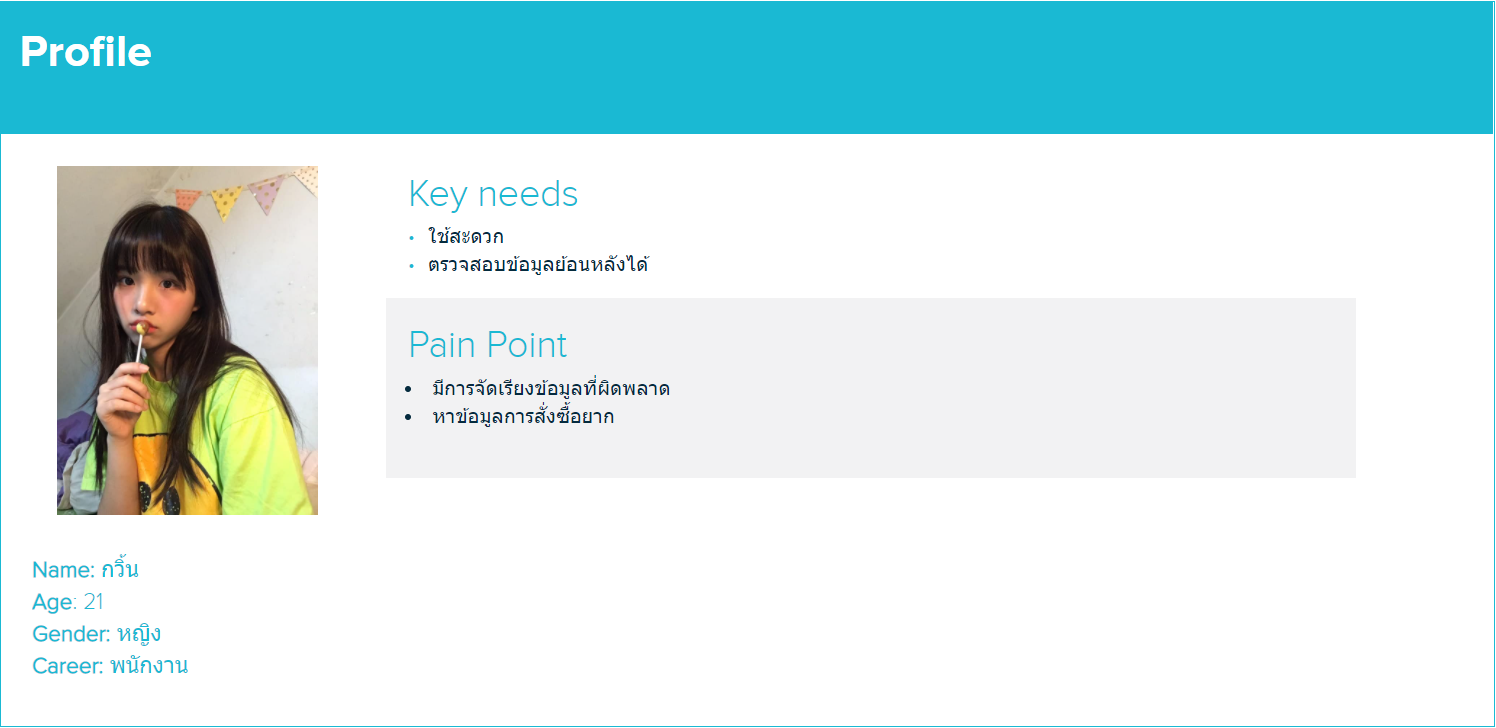 Profile
Key needs
• ใช้สะดวก
• ตรวจสอบข้อมูลย้อนหลังได้
Pain Point
• มีการจัดเรียงข้อมูลที่ผิดพลาด
• หาข้อมูลการสั่งซื้อยาก
Name: กวิ้น
Age: 21
Gender: หญิง
Career: พนักงาน